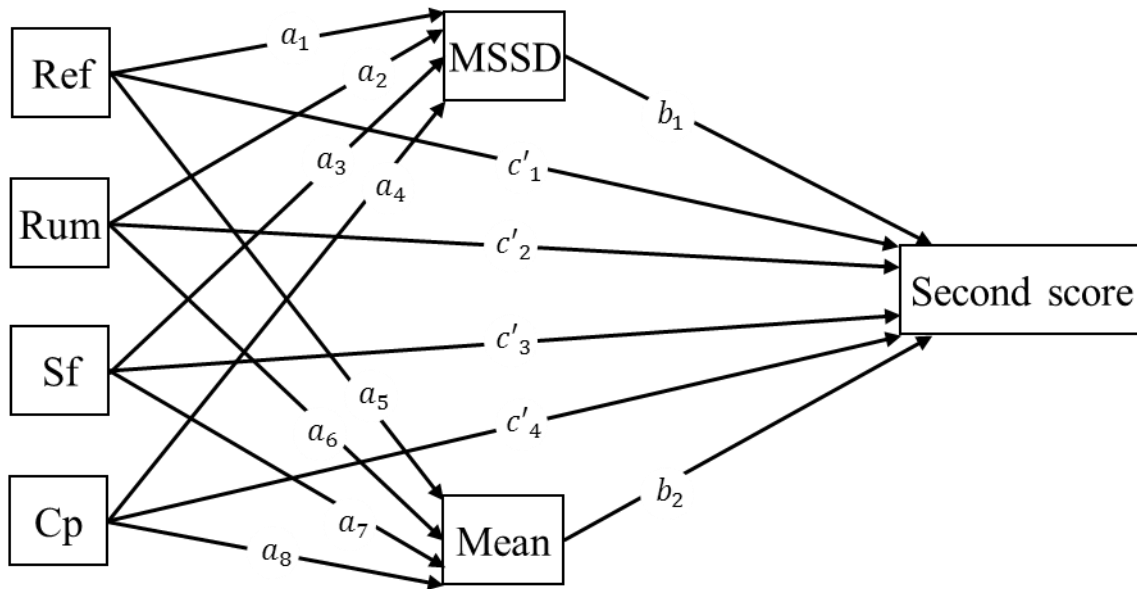 Ref
Rum
Sf
Cp
MSSD
Mean
Second score
a₁
a₂
a₃
a₄
a₅
a₆
a₇
a₈
b₁
b₂
c'₁
c'₂
c'₃
c'₄